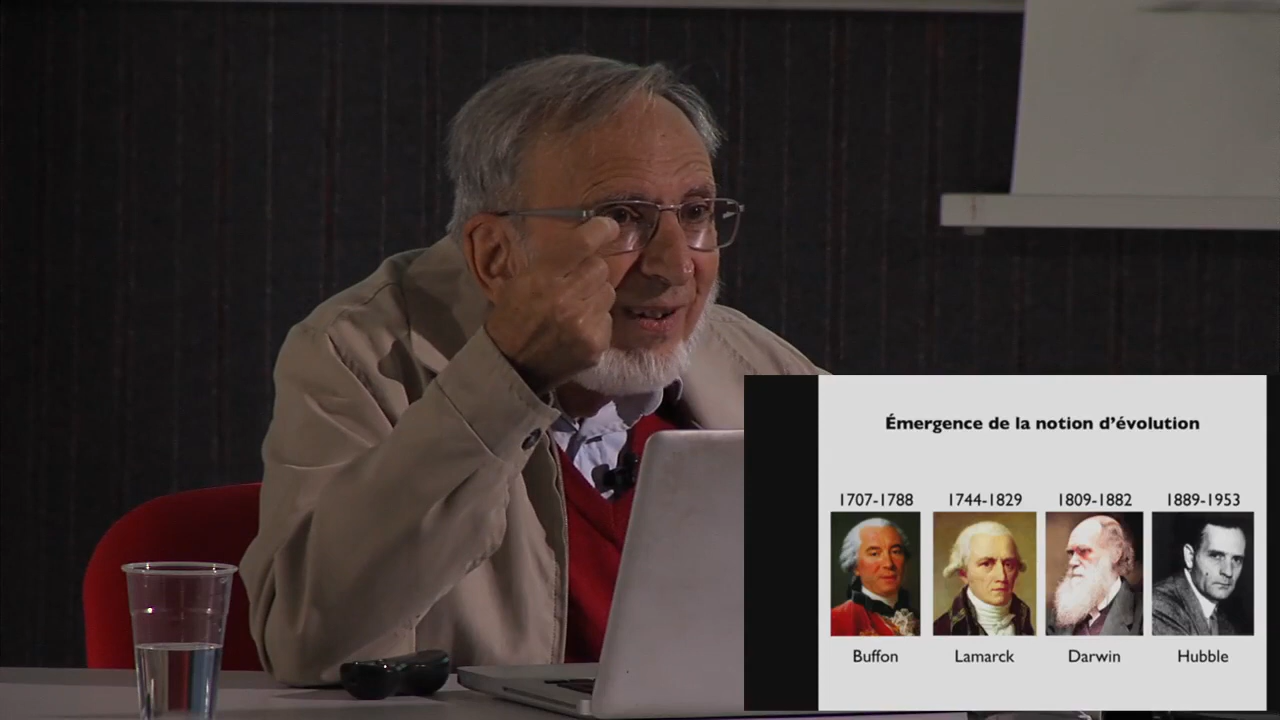 Émergence de la notion d'évolution
1707-1788 1744-1829 1809-1882 1889-1953
Buffon Lamarck Darwin Hubble